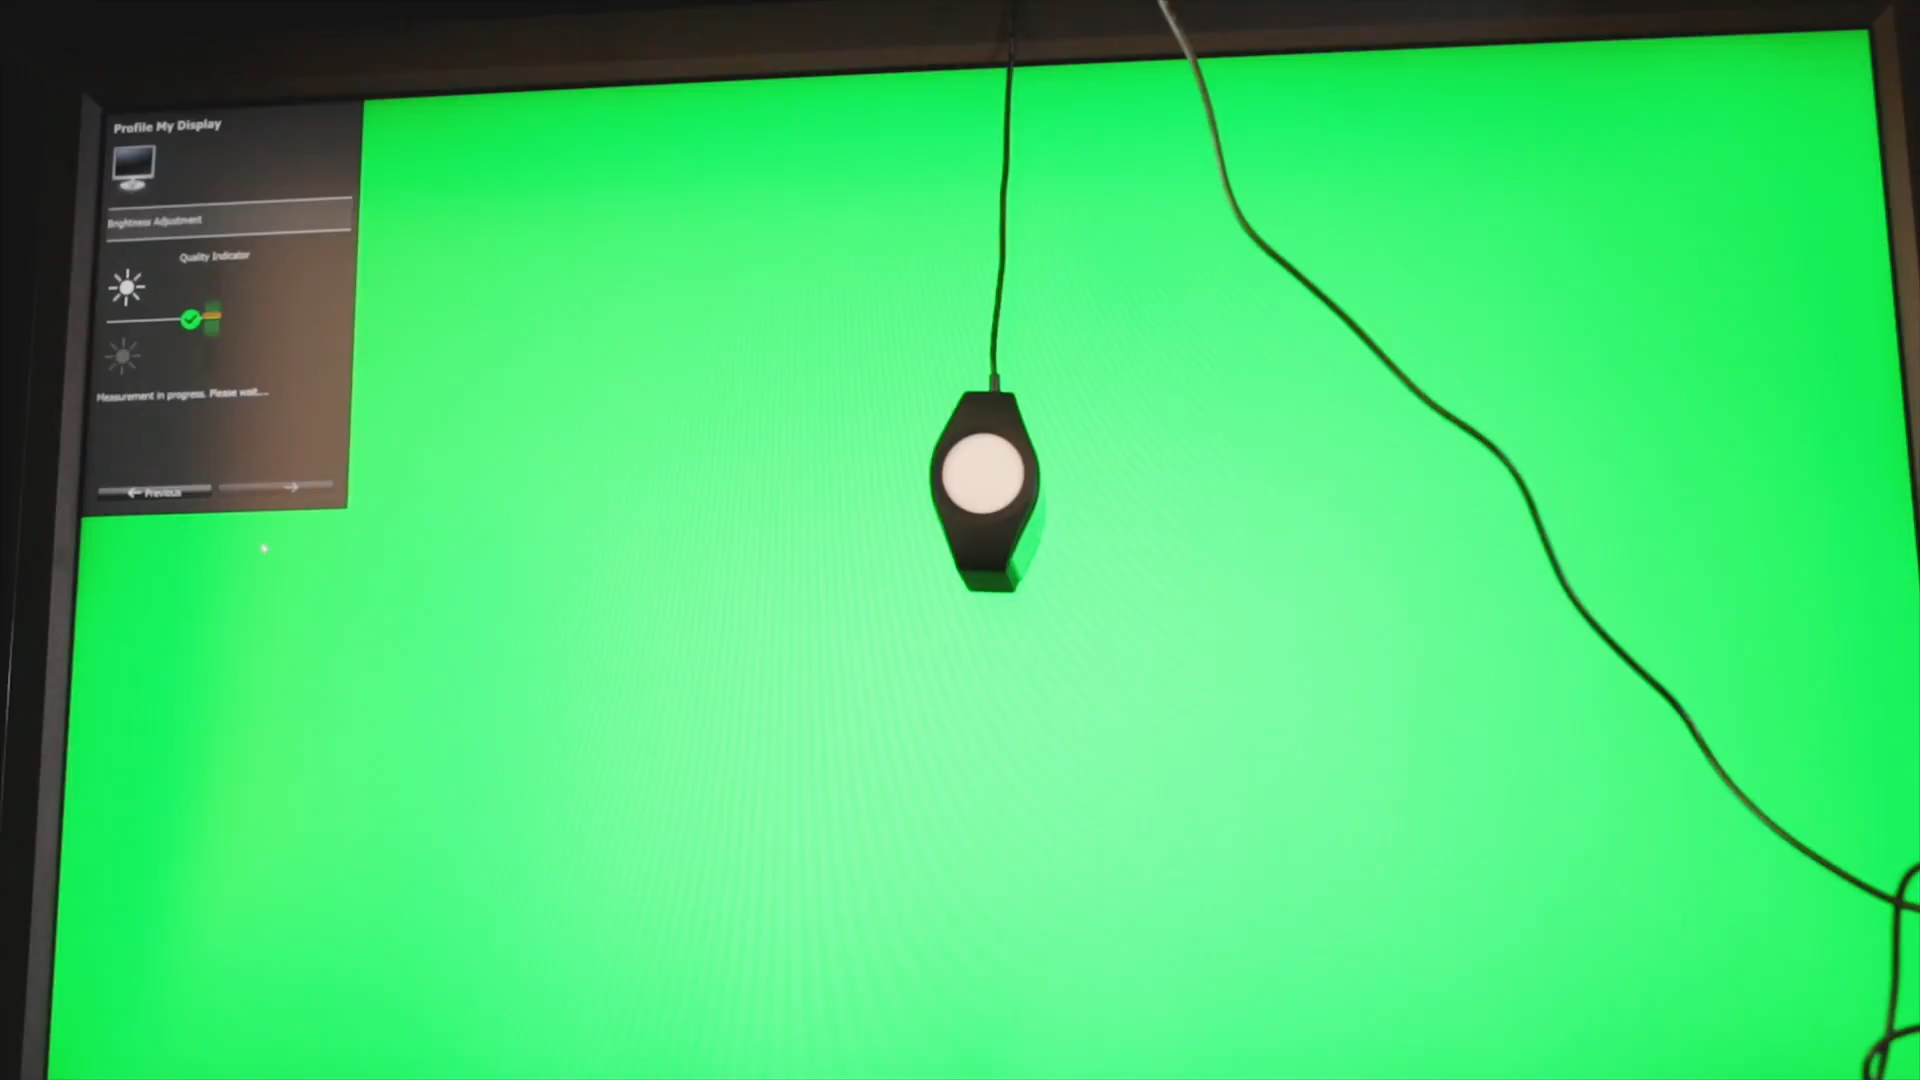 Profile My Display
Brightness Adjustment
Quality Indicator
Measurement in progress. Please wait....
Previous